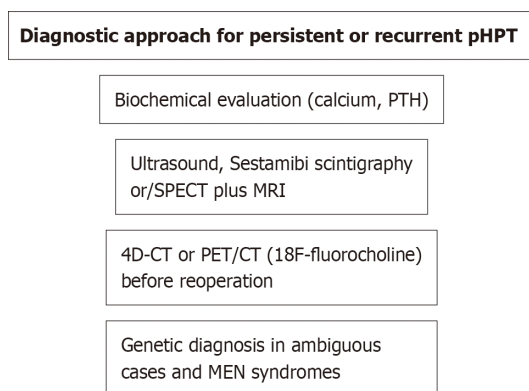 Diagnostic approach for persistent or recurrent pHPT
Biochemical evaluation (calcium, PTH)
Ultrasound, Sestamibi scintigraphy
or/SPECT plus MRI
4D-CT or PET/CT (18F-fluorocholine)
before reoperation
Genetic diagnosis in ambiguous
cases and MEN syndromes